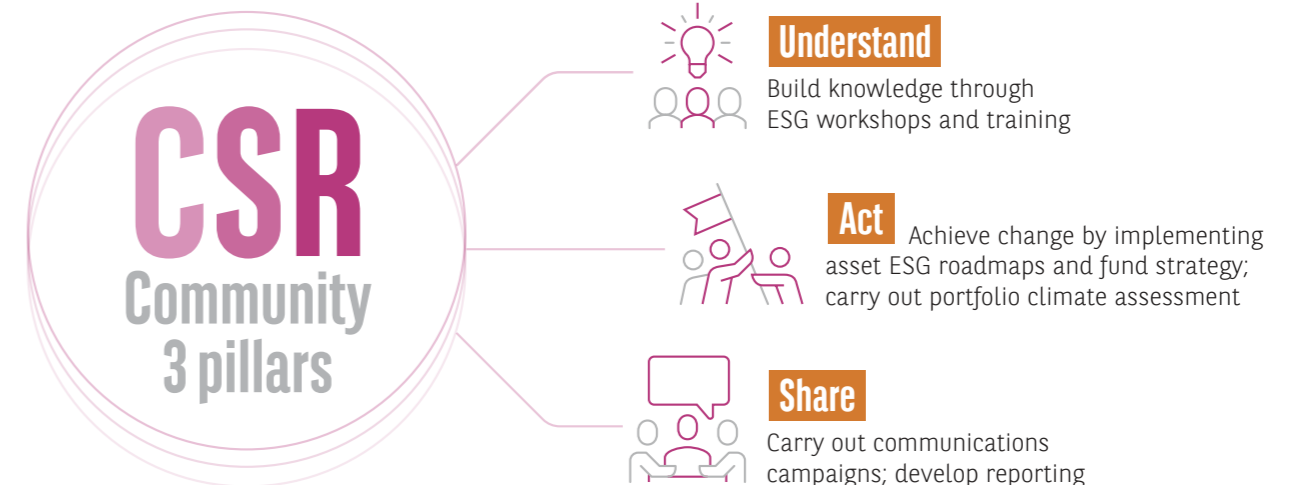 CSR
Community
3 pillars
Understand
Build knowledge through
ESG workshops and training
Act Achieve change by implementing
asset ESG roadmaps and fund strategy;
carry out portfolio climate assessment
Share
Carry out communications
campaigns; develop reporting